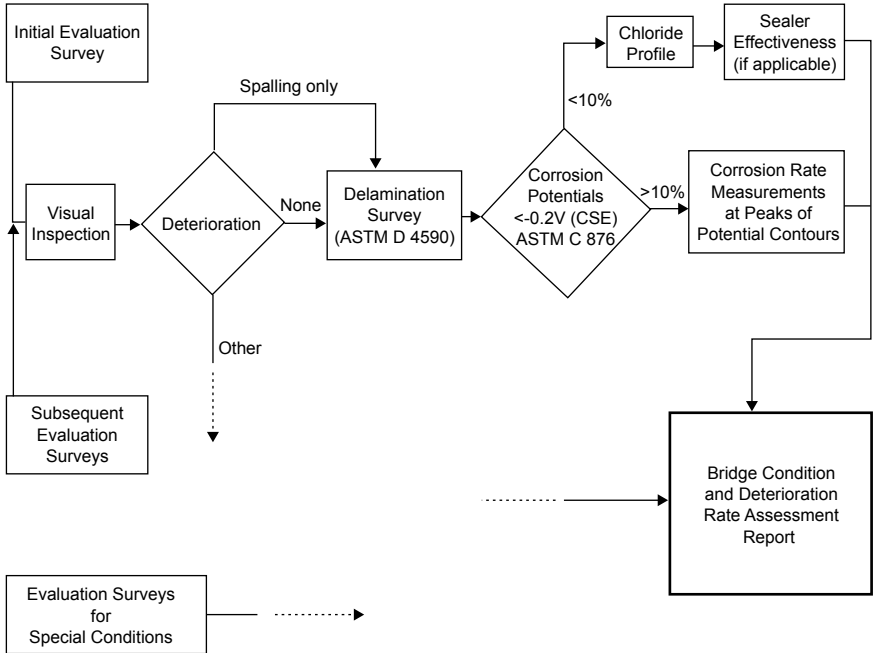 Initial Evaluation
Survey
Visual
Inspection
Subsequent
Evaluation
Surveys
Deterioration
Spalling only
None
Other
Delamination
Survey
(ASTM D 4590)
Corrosion
Potentials
<-0.2V (CSE)
ASTM C 876
<10%
>10%
Chloride
Profile
Sealer
Effectiveness
(if applicable)
Corrosion Rate
Measurements
at Peaks of
Potential Contours
Bridge Condition
and Deterioration
Rate Assessment
Report
Evaluation Surveys
for
Special Conditions